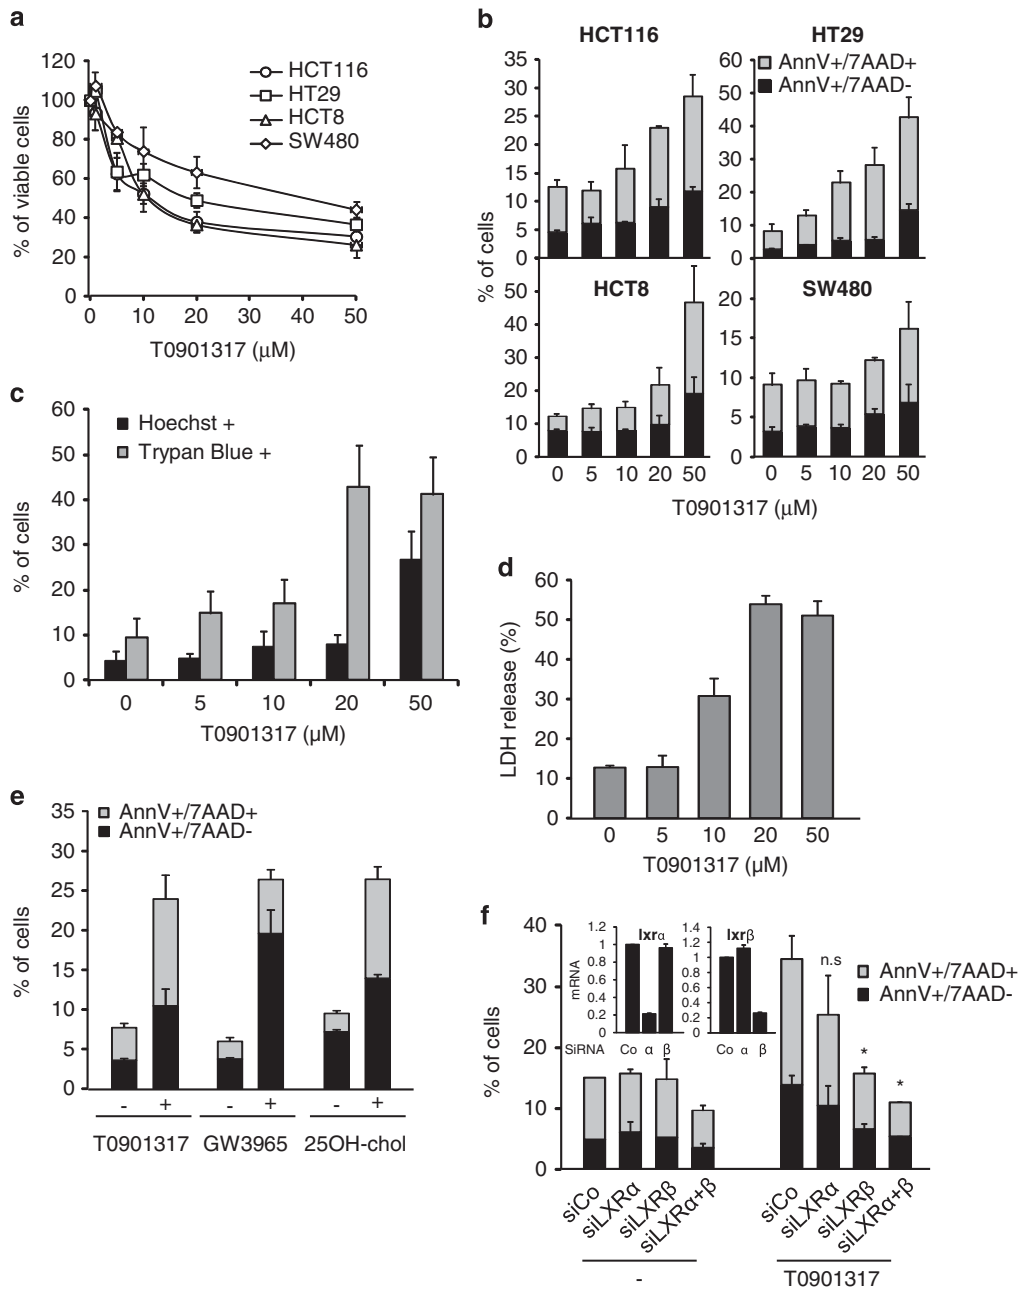 a
120
100
80
60
40
20
0
% of viable cells
HCT116
HT29
HCT8
SW480
0 10 20 30 40 50
T0901317 (µM)
b
HCT116
35
30
25
20
15
10
5
0
HT29
AnnV+/7AAD+
AnnV+/7AAD-
60
50
40
30
20
10
0
% of cells
HCT8
50
40
30
20
10
0
0 5 10 20 50
SW480
20
15
10
5
0
0 5 10 20 50
T0901317 (µM)
c
60
50
40
30
20
10
0
% of cells
Hoechst +
Trypan Blue +
0 5 10 20 50
T0901317 (µM)
d
60
50
40
30
20
10
0
LDH release (%)
0 5 10 20 50
T0901317 (µM)
e
35
30
25
20
15
10
5
0
% of cells
AnnV+/7AAD+
AnnV+/7AAD-
- + - + - +
T0901317 GW3965 25OH-chol
f
40
30
20
10
0
% of cells
lxrα
1.2
1
0.8
0.6
0.4
0.2
0
mRNA
lxrβ
1.4
1.2
1
0.8
0.6
0.4
0.2
0
SiRNA Co α β Co α β
n.s
*
*
AnnV+/7AAD+
AnnV+/7AAD-
siCo siLXRα siLXRβ siLXRα+β siCo siLXRα siLXRβ siLXRα+β
- T0901317